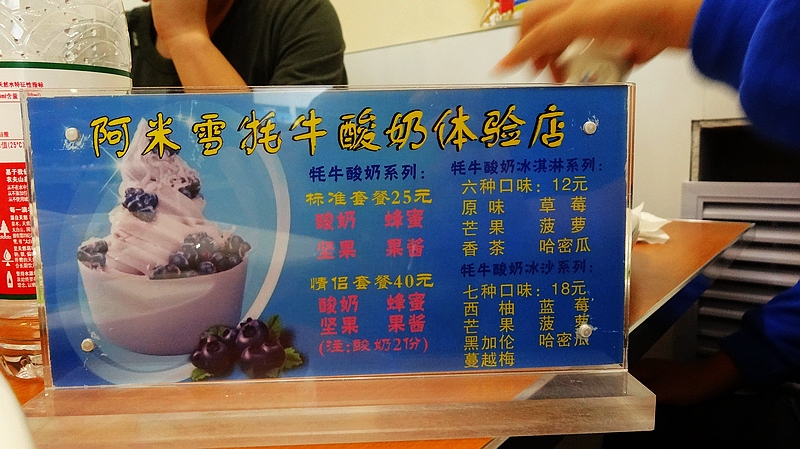 阿米雪牦牛酸奶体验店
牦牛酸奶系列：
标准套餐25元
酸奶 蜂蜜
坚果 果酱
情侣套餐40元
酸奶 蜂蜜
坚果 果酱
(注：酸奶2份)
牦牛酸奶冰淇淋系列：
六种口味：12元
原味 草莓
芒果 菠萝
香茶 哈密瓜
牦牛酸奶冰沙系列：
七种口味：18元
西柚 蓝莓
芒果 菠萝
黑加伦 哈密瓜
蔓越梅